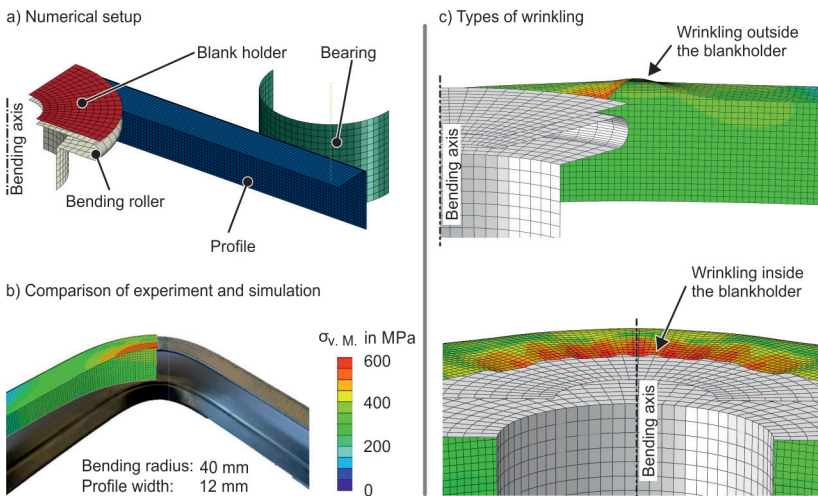 a) Numerical setup
Blank holder
Bearing
Bending axis
Bending roller
Profile
b) Comparison of experiment and simulation
σv. M. in MPa
600
400
200
0
Bending radius: 40 mm
Profile width: 12 mm
c) Types of wrinkling
Wrinkling outside
the blankholder
Bending axis
Wrinkling inside
the blankholder
Bending axis